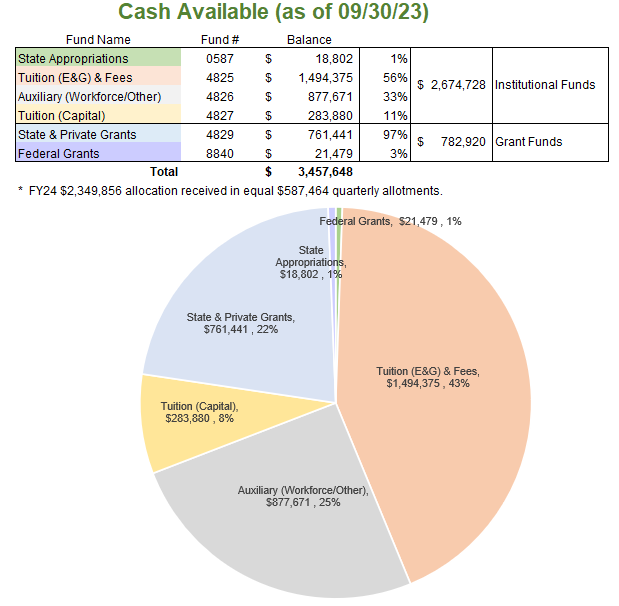 Cash Available (as of 09/30/23)
Fund Name Fund # Balance
State Appropriations 0587 $ 18,802 1%
Tuition (E&G) & Fees 4825 $ 1,494,375 56%
$ 2,674,728 Institutional Funds
Auxiliary (Workforce/Other) 4826 $ 877,671 33%
Tuition (Capital) 4827 $ 283,880 11%
State & Private Grants 4829 $ 761,441 97%
$ 782,920 Grant Funds
Federal Grants 8840 $ 21,479 3%
Total $ 3,457,648
* FY24 $2,349,856 allocation received in equal $587,464 quarterly allotments.
Federal Grants, $21,479 , 1%
State
Appropriations,
$18,802 , 1%
State & Private Grants,
$761,441 , 22%
Tuition (E&G) & Fees,
$1,494,375 , 43%
Tuition (Capital),
$283,880 , 8%
Auxiliary (Workforce/Other),
$877,671 , 25%